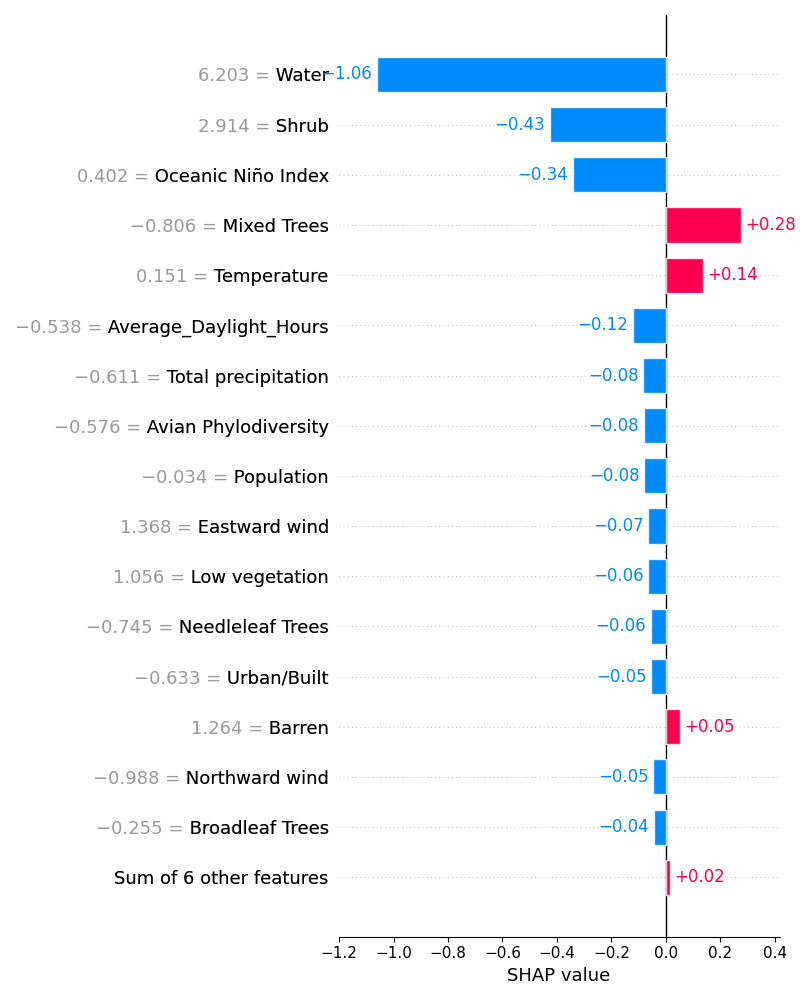 6.203 = Water −1.06
2.914 = Shrub −0.43
0.402 = Oceanic Niño Index −0.34
−0.806 = Mixed Trees +0.28
0.151 = Temperature +0.14
−0.538 = Average_Daylight_Hours −0.12
−0.611 = Total precipitation −0.08
−0.576 = Avian Phylodiversity −0.08
−0.034 = Population −0.08
1.368 = Eastward wind −0.07
1.056 = Low vegetation −0.06
−0.745 = Needleleaf Trees −0.06
−0.633 = Urban/Built −0.05
1.264 = Barren +0.05
−0.988 = Northward wind −0.05
−0.255 = Broadleaf Trees −0.04
Sum of 6 other features +0.02
−1.2 −1.0 −0.8 −0.6 −0.4 −0.2 0.0 0.2 0.4
SHAP value